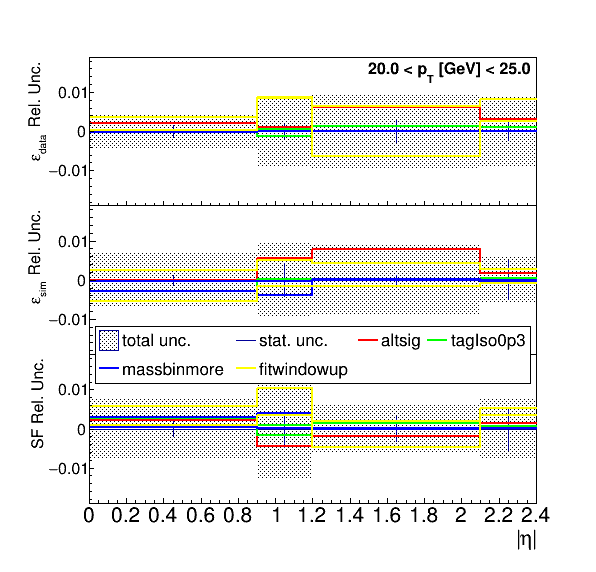 20.0 < p_T [GeV] < 25.0
ε_data Rel. Unc.
0.01
0
−0.01
ε_sim Rel. Unc.
0.01
0
−0.01
total unc. stat. unc. altsig tagIso0p3
massbinmore fitwindowup
SF Rel. Unc.
0.01
0
−0.01
0 0.2 0.4 0.6 0.8 1 1.2 1.4 1.6 1.8 2 2.2 2.4
|η|